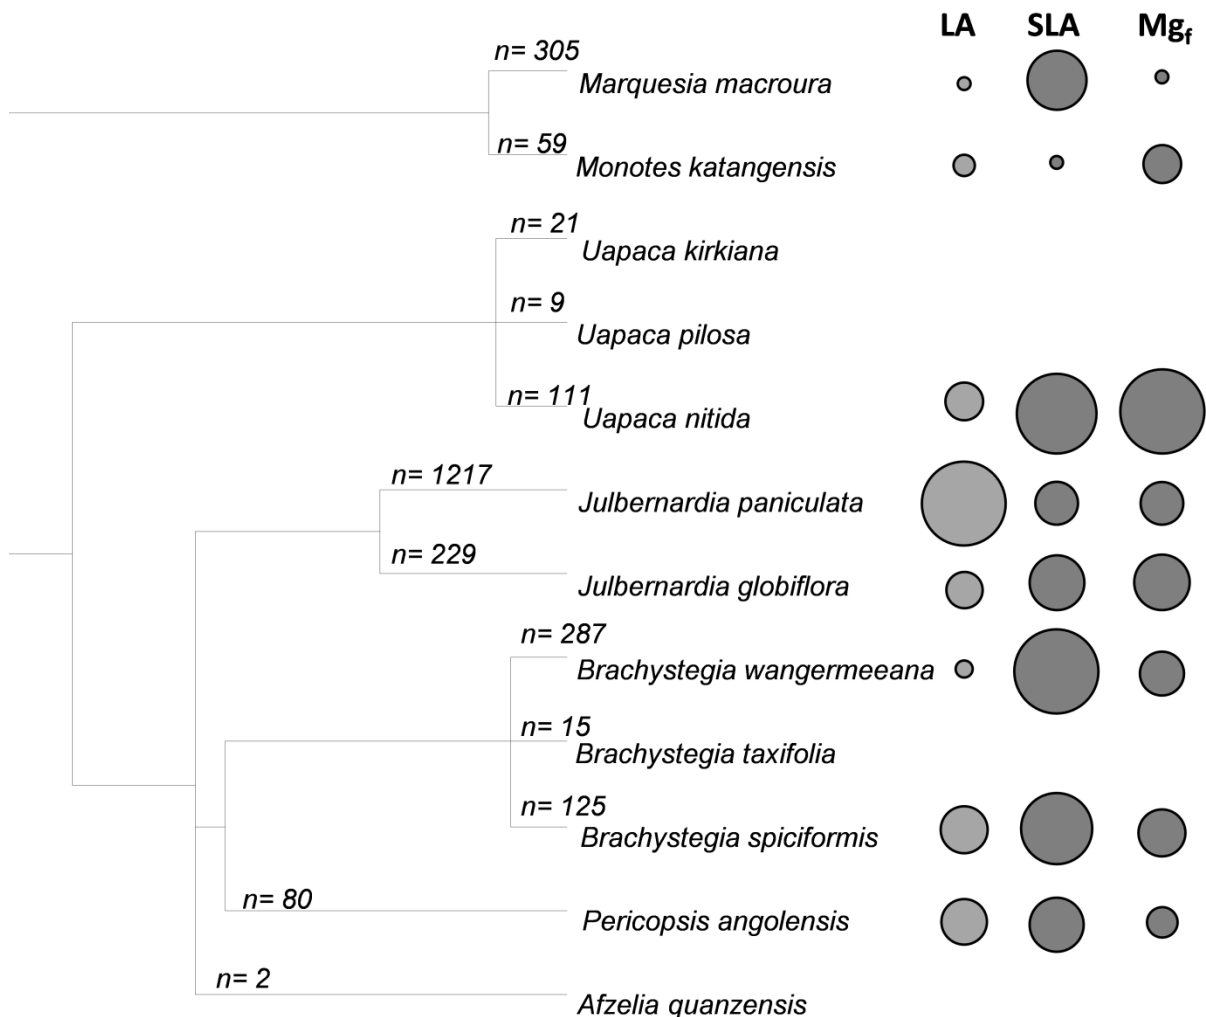 LA SLA Mgf
n= 305
Marquesia macroura
n= 59
Monotes katangensis
n= 21
Uapaca kirkiana
n= 9
Uapaca pilosa
n= 111
Uapaca nitida
n= 1217
Julbernardia paniculata
n= 229
Julbernardia globiflora
n= 287
Brachystegia wangermeeana
n= 15
Brachystegia taxifolia
n= 125
Brachystegia spiciformis
n= 80
Pericopsis angolensis
n= 2
Afzelia quanzensis